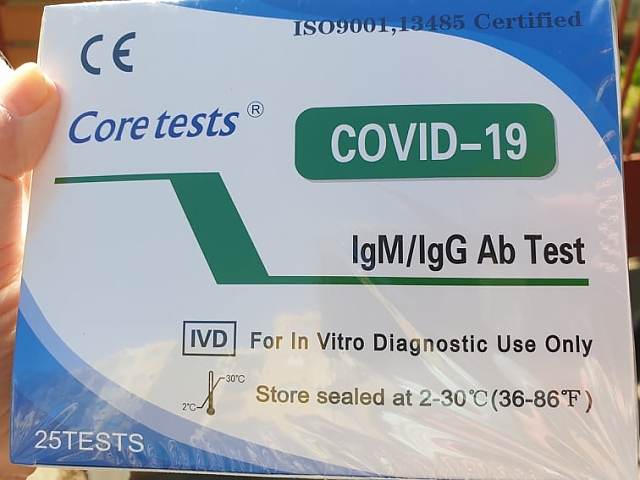 ISO9001,13485 Certified
CE
Core tests®
COVID-19
IgM/IgG Ab Test
IVD For In Vitro Diagnostic Use Only
30℃
2℃
Store sealed at 2-30℃(36-86℉)
25TESTS